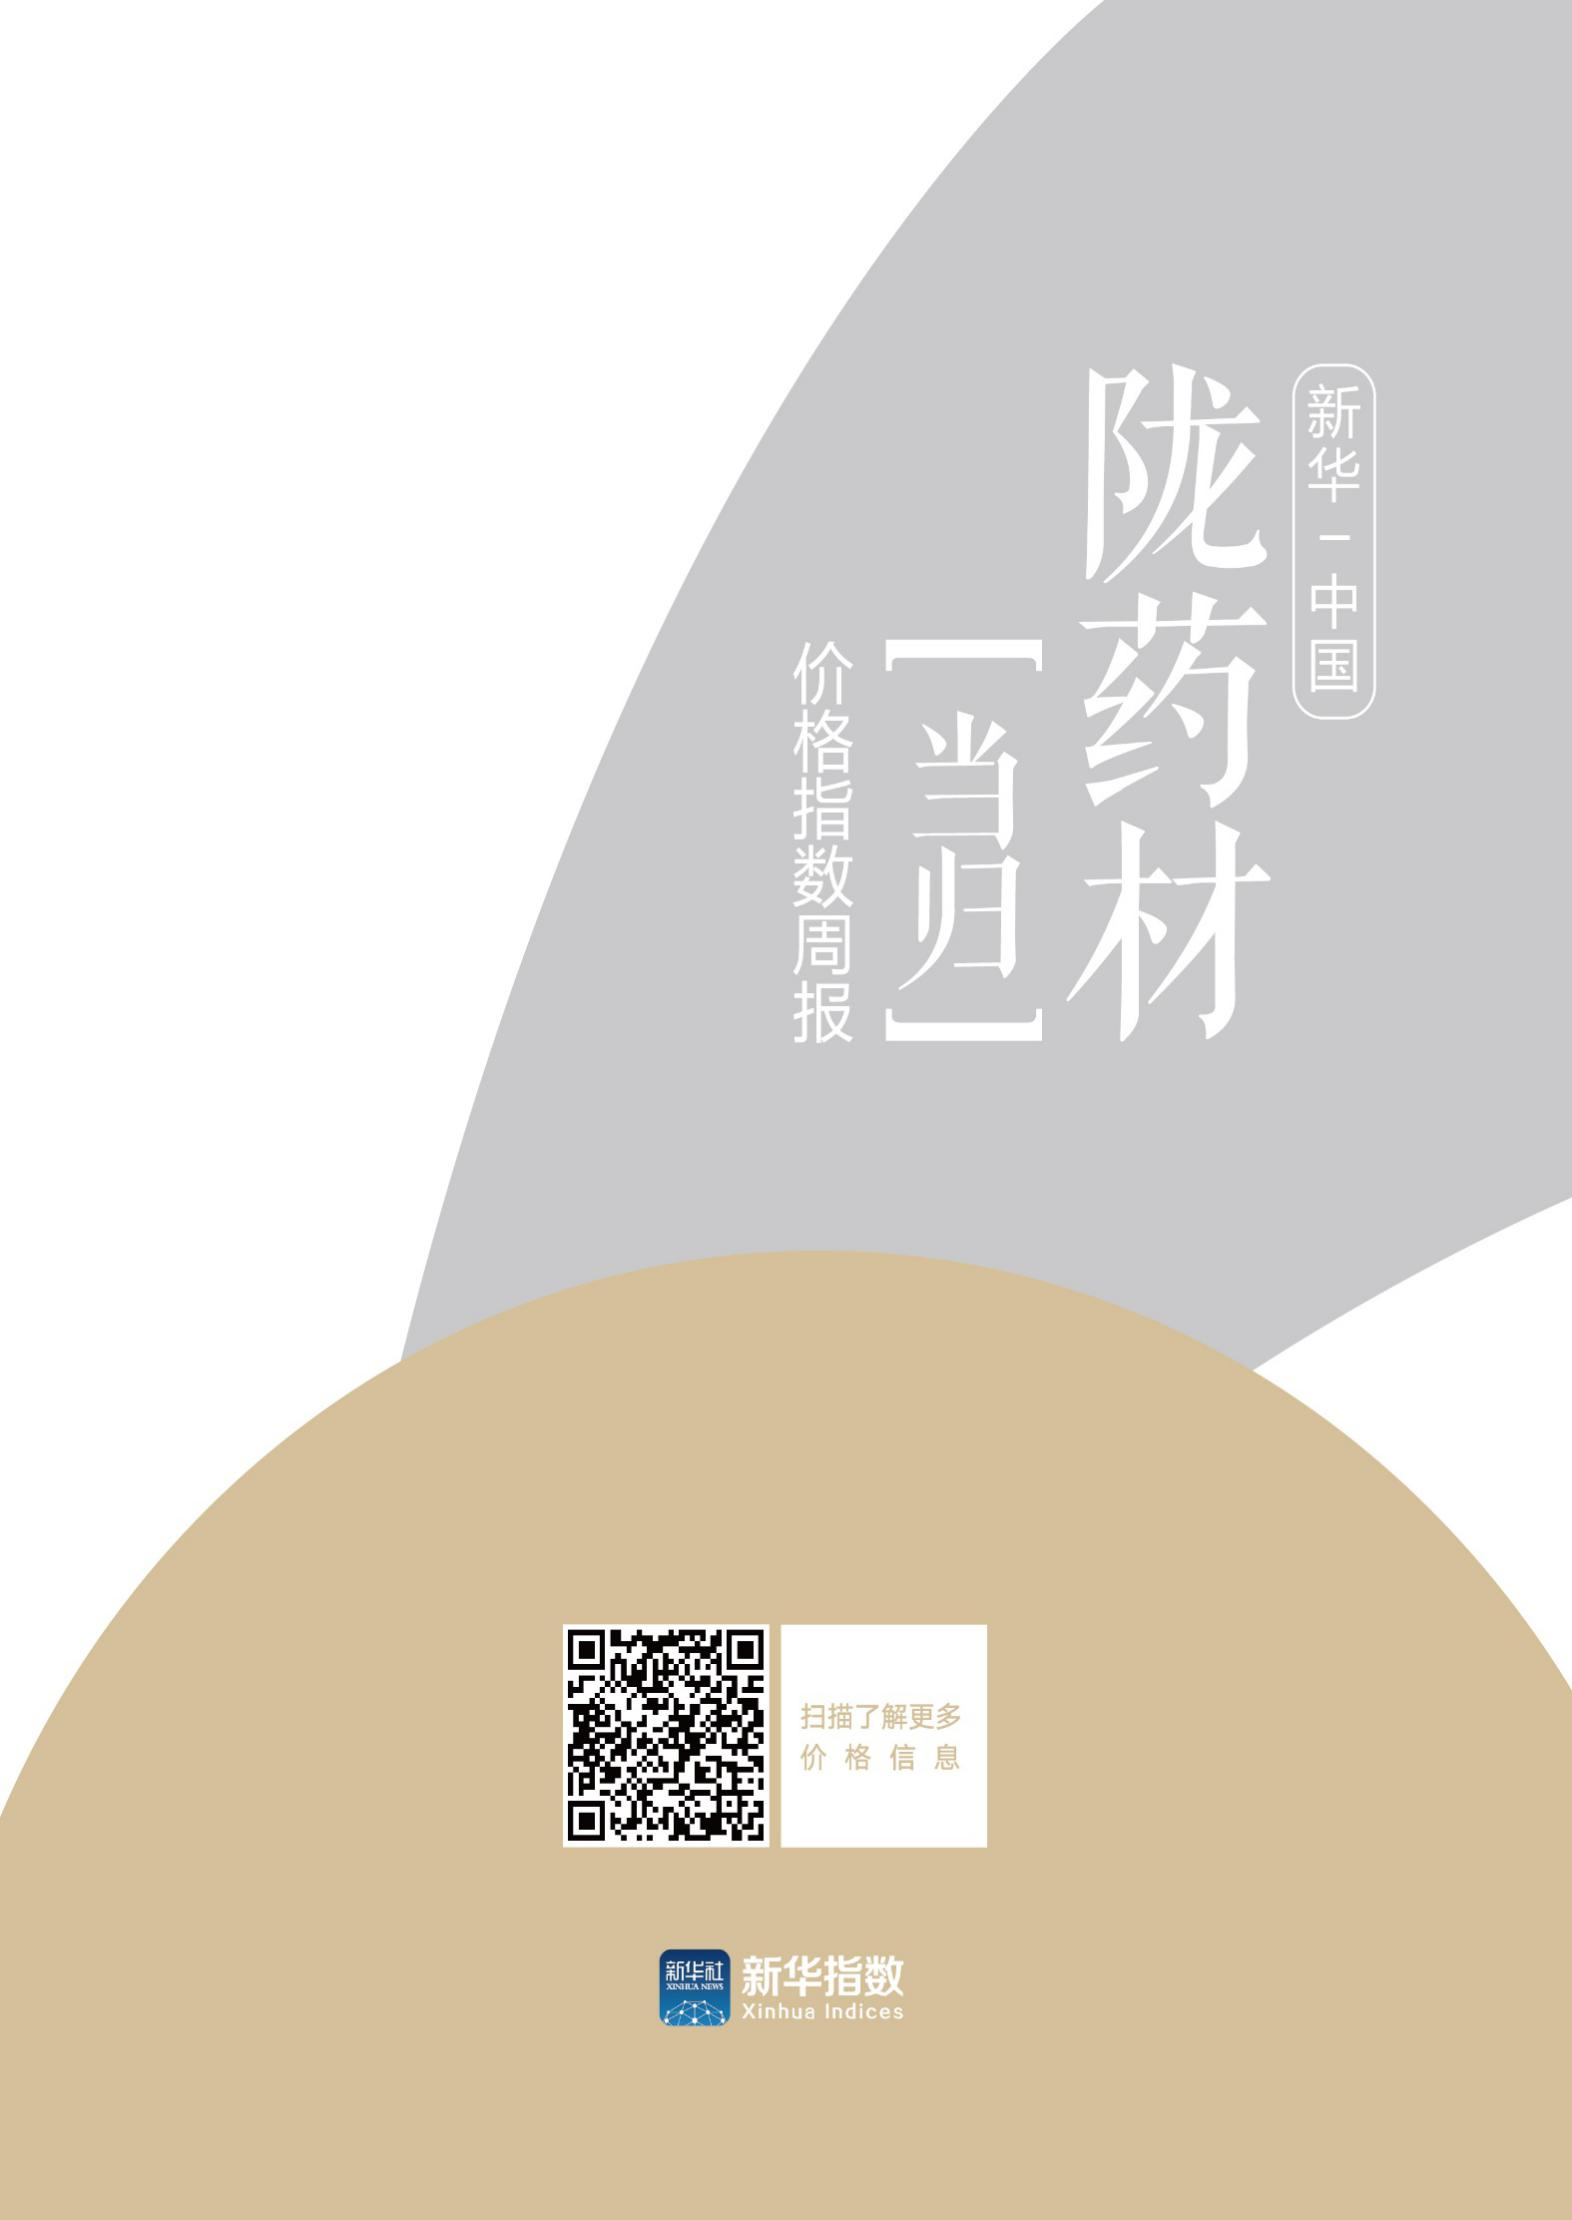 新华-中国
陇药材
[当归]
价格指数周报
扫描了解更多
价格信息
新华社
XINHUA NEWS
新华指数
Xinhua Indices